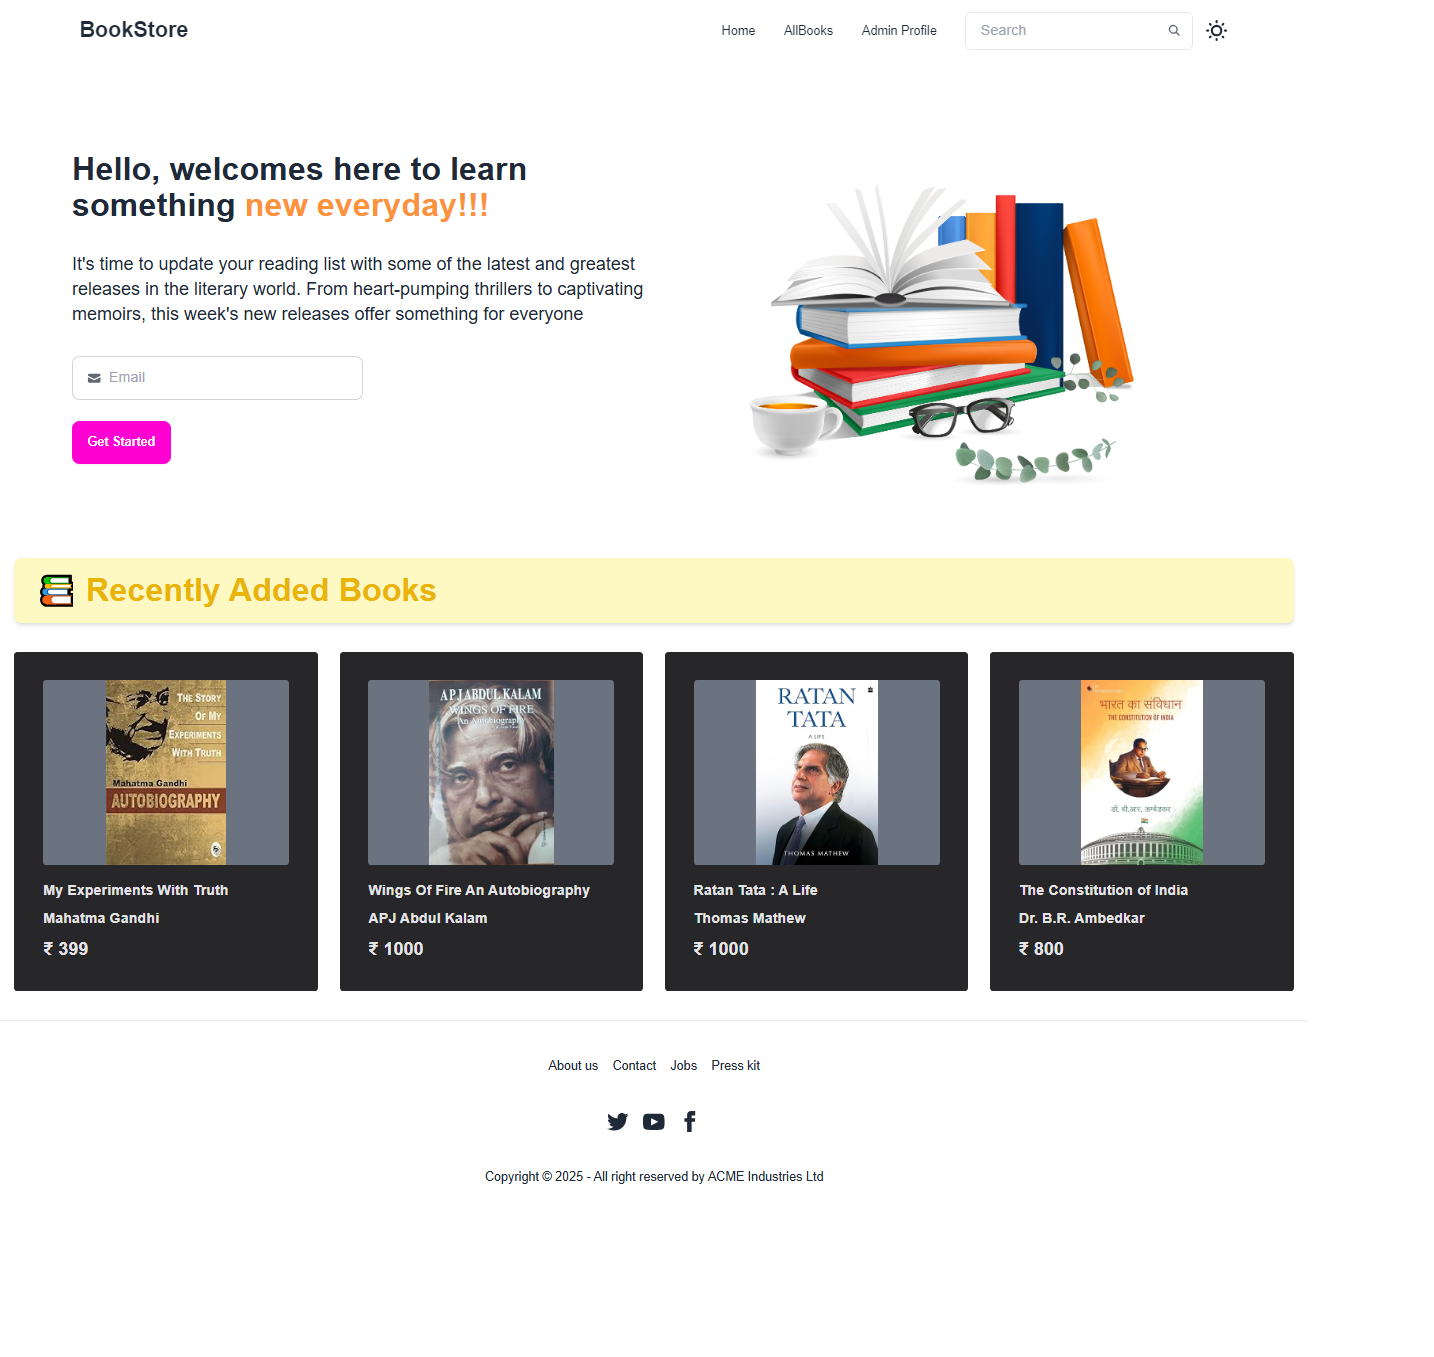 BookStore
Home AllBooks Admin Profile Search
Hello, welcomes here to learn
something new everyday!!!
It's time to update your reading list with some of the latest and greatest
releases in the literary world. From heart-pumping thrillers to captivating
memoirs, this week's new releases offer something for everyone
Email
Get Started
Recently Added Books
THE STORY
OF MY
EXPERIMENTS
WITH TRUTH
Mahatma Gandhi
AUTOBIOGRAPHY
My Experiments With Truth
Mahatma Gandhi
₹ 399
APJ ABDUL KALAM
WINGS OF FIRE
An Autobiography
Wings Of Fire An Autobiography
APJ Abdul Kalam
₹ 1000
RATAN
TATA
A LIFE
THOMAS MATHEW
Ratan Tata : A Life
Thomas Mathew
₹ 1000
भारत का संविधान
THE CONSTITUTION OF INDIA
डॉ. बी.आर. अम्बेडकर
The Constitution of India
Dr. B.R. Ambedkar
₹ 800
About us Contact Jobs Press kit
Copyright © 2025 - All right reserved by ACME Industries Ltd